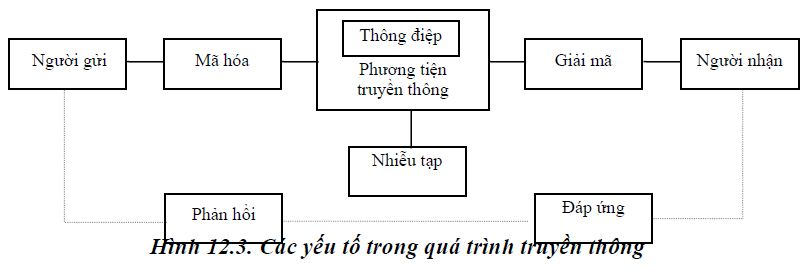 Người gửi
Mã hóa
Thông điệp
Phương tiện
truyền thông
Giải mã
Người nhận
Nhiễu tạp
Phản hồi
Đáp ứng
Hình 12.3. Các yếu tố trong quá trình truyền thông